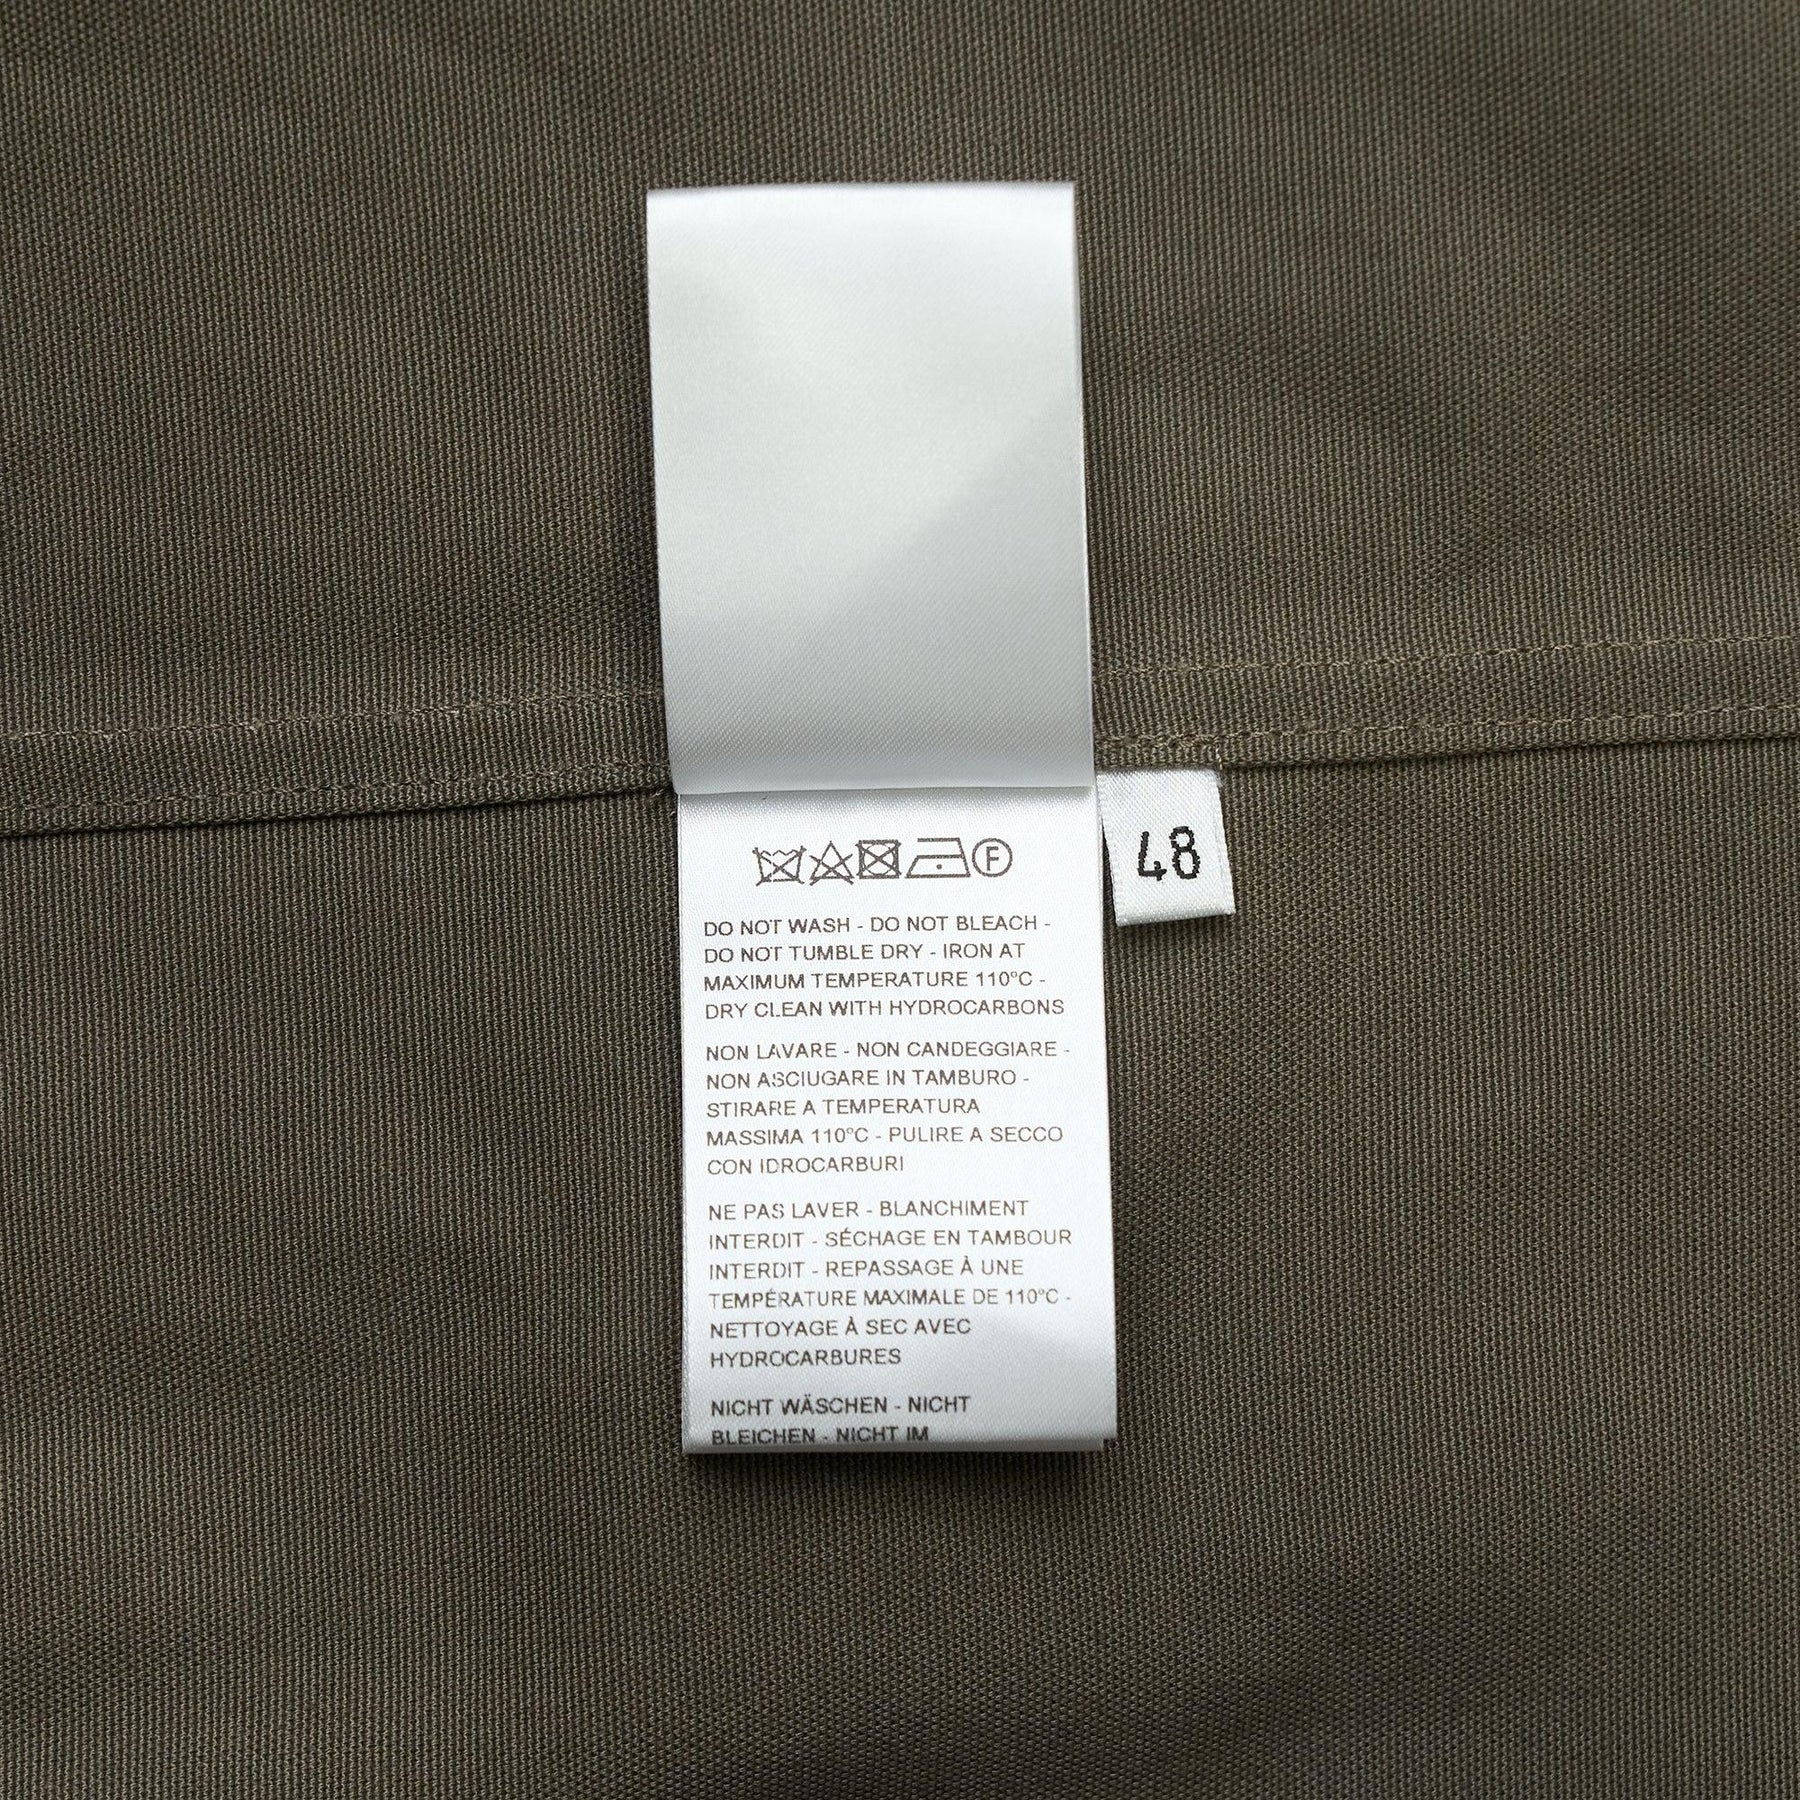 F
48
DO NOT WASH - DO NOT BLEACH -
DO NOT TUMBLE DRY - IRON AT
MAXIMUM TEMPERATURE 110°C -
DRY CLEAN WITH HYDROCARBONS
NON LAVARE - NON CANDEGGIARE -
NON ASCIUGARE IN TAMBURO -
STIRARE A TEMPERATURA
MASSIMA 110°C - PULIRE A SECCO
CON IDROCARBURI
NE PAS LAVER - BLANCHIMENT
INTERDIT - SÉCHAGE EN TAMBOUR
INTERDIT - REPASSAGE À UNE
TEMPÉRATURE MAXIMALE DE 110°C -
NETTOYAGE À SEC AVEC
HYDROCARBURES
NICHT WÄSCHEN - NICHT
BLEICHEN - NICHT IM